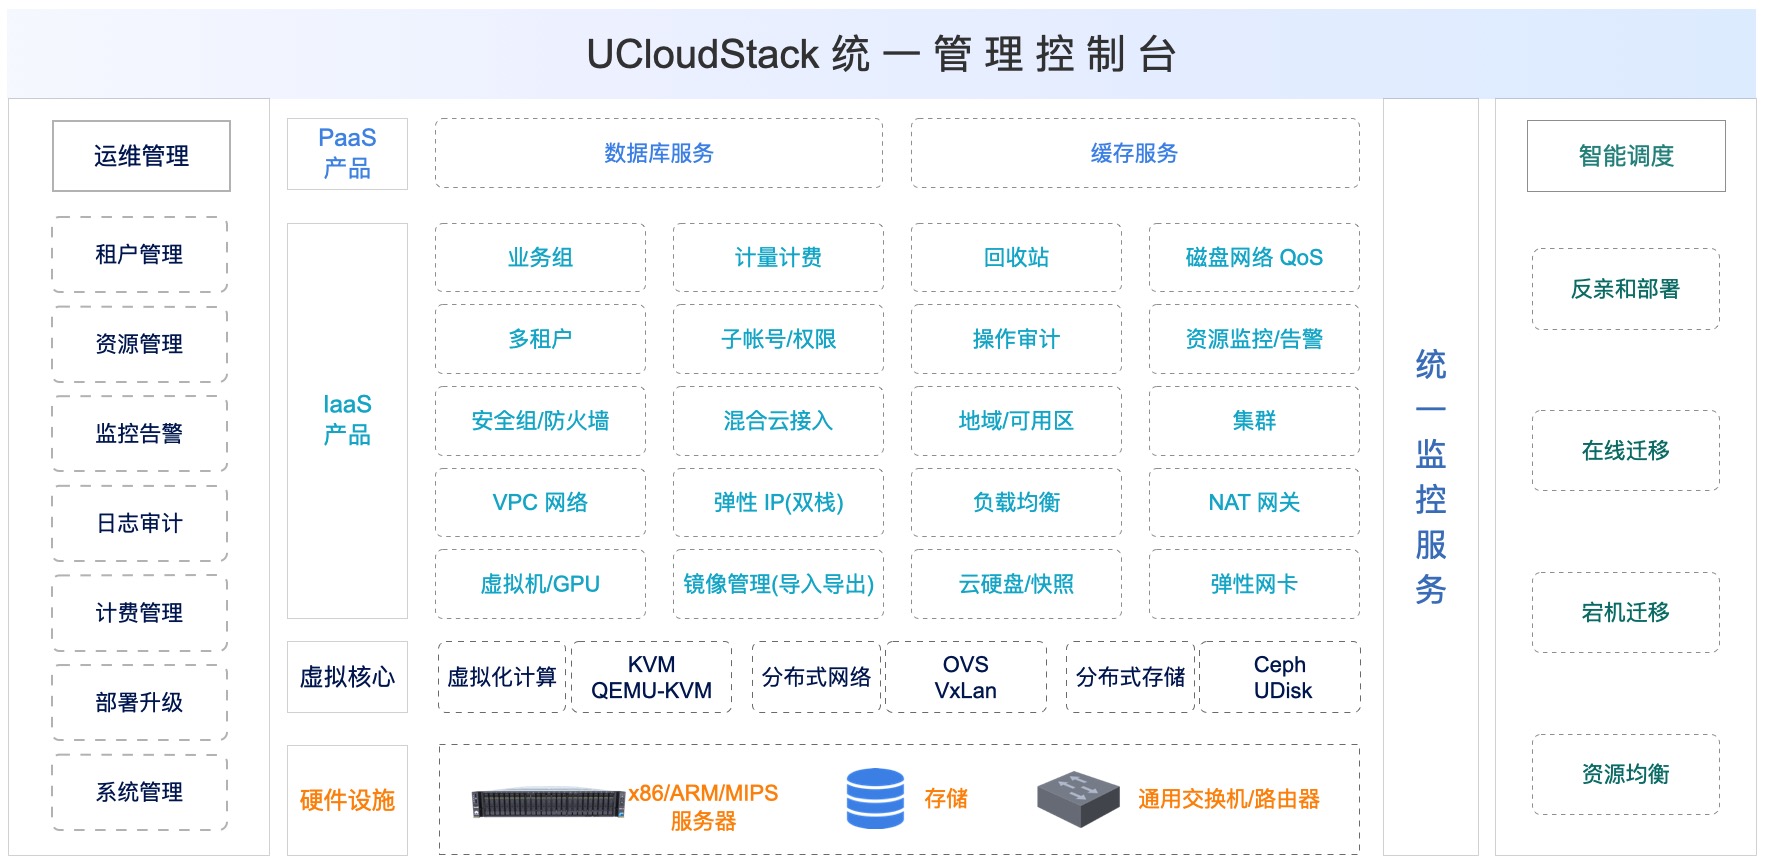 UCloudStack 统一管理控制台
运维管理
租户管理
资源管理
监控告警
日志审计
计费管理
部署升级
系统管理
PaaS
产品
数据库服务
缓存服务
IaaS
产品
业务组
计量计费
回收站
磁盘网络 QoS
多租户
子帐号/权限
操作审计
资源监控/告警
安全组/防火墙
混合云接入
地域/可用区
集群
VPC 网络
弹性 IP(双栈)
负载均衡
NAT 网关
虚拟机/GPU
镜像管理(导入导出)
云硬盘/快照
弹性网卡
虚拟核心
虚拟化计算
KVM
QEMU-KVM
分布式网络
OVS
VxLan
分布式存储
Ceph
UDisk
硬件设施
x86/ARM/MIPS
服务器
存储
通用交换机/路由器
统一监控服务
智能调度
反亲和部署
在线迁移
宕机迁移
资源均衡